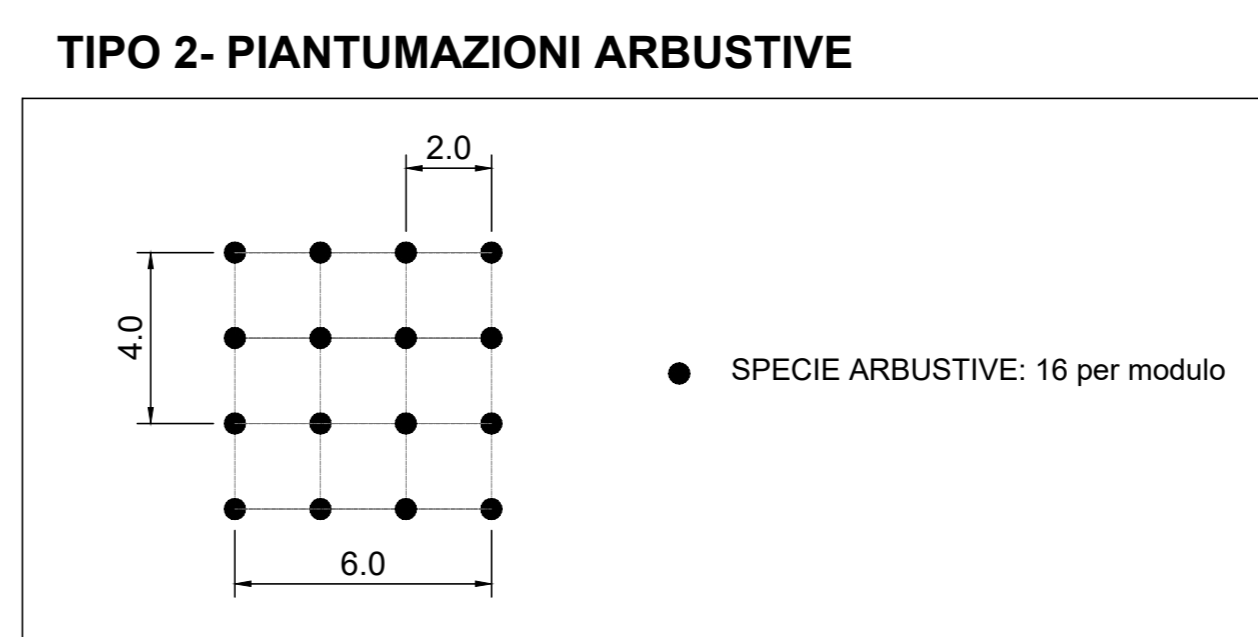 TIPO 2- PIANTUMAZIONI ARBUSTIVE
2.0
4.0
SPECIE ARBUSTIVE: 16 per modulo
6.0